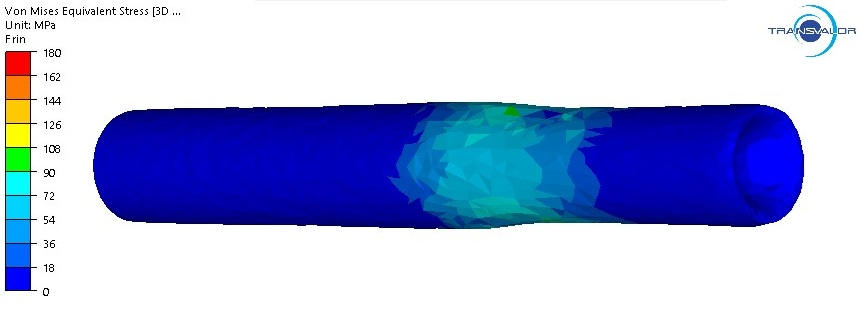 Von Mises Equivalent Stress [3D ...
Unit: MPa
Frin
180
162
144
126
108
90
72
54
36
18
0
TRANSVALOR